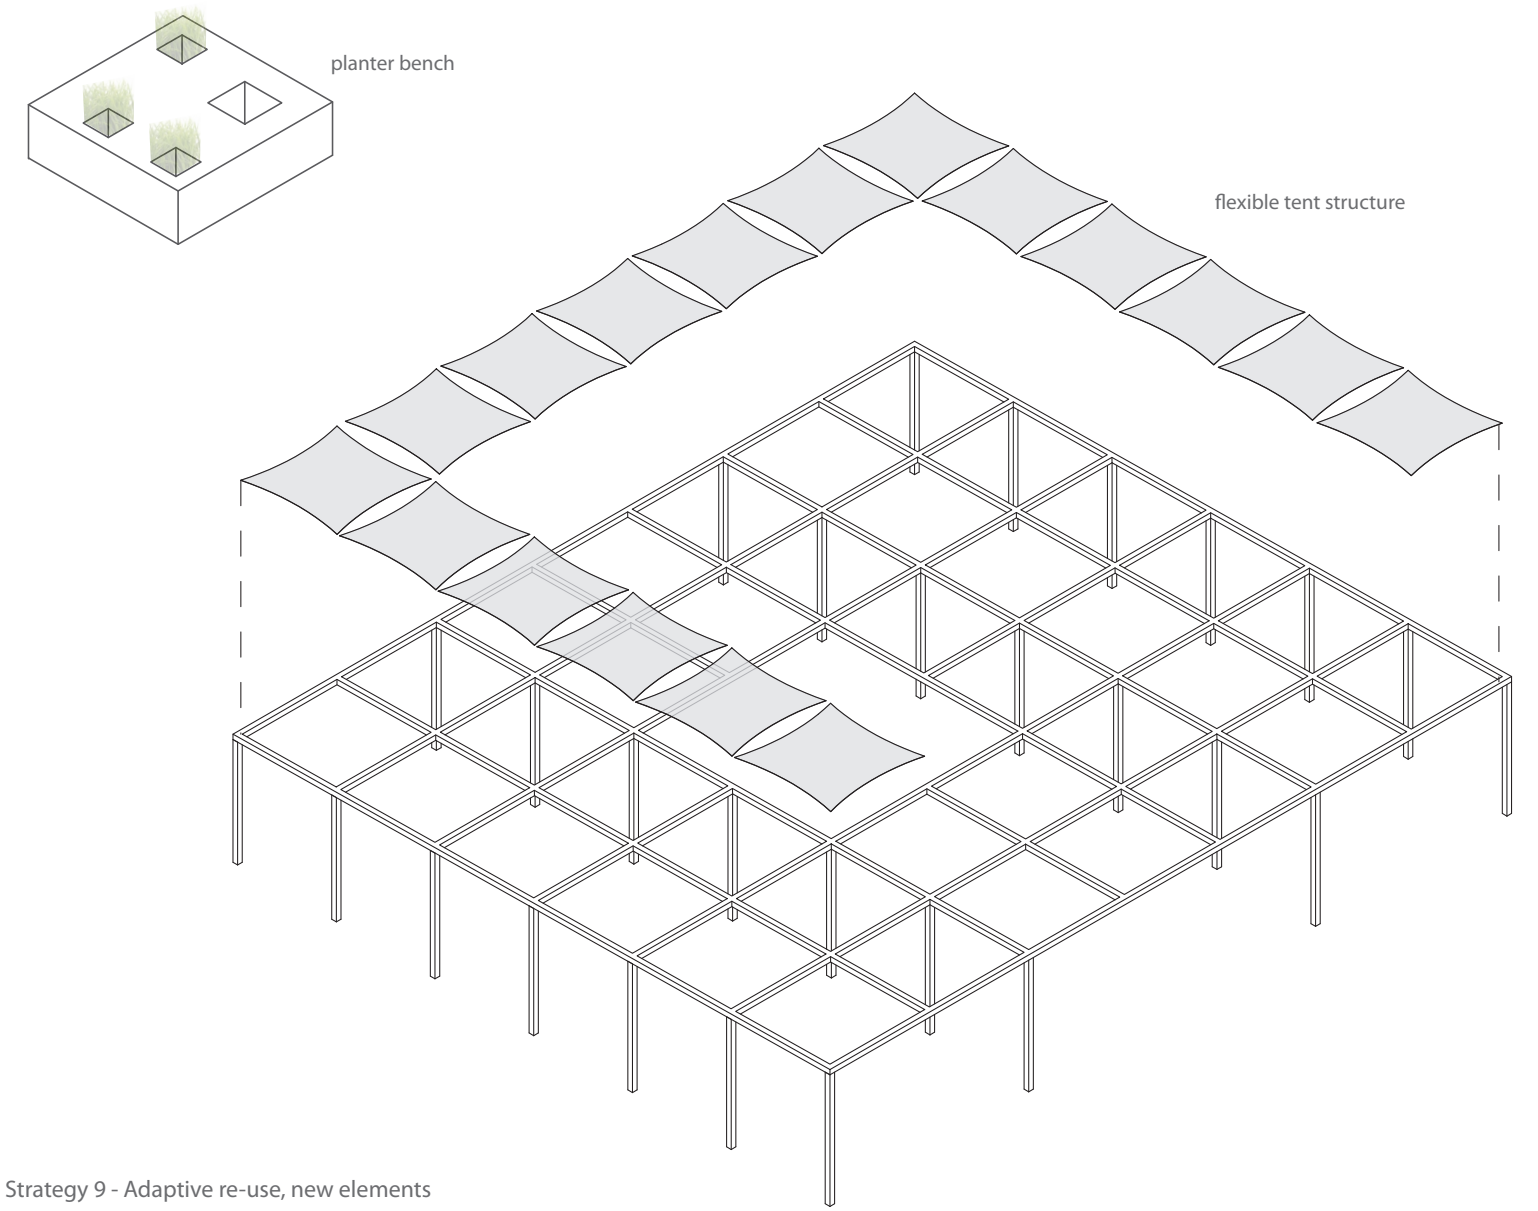 planter bench
flexible tent structure
Strategy 9 - Adaptive re-use, new elements